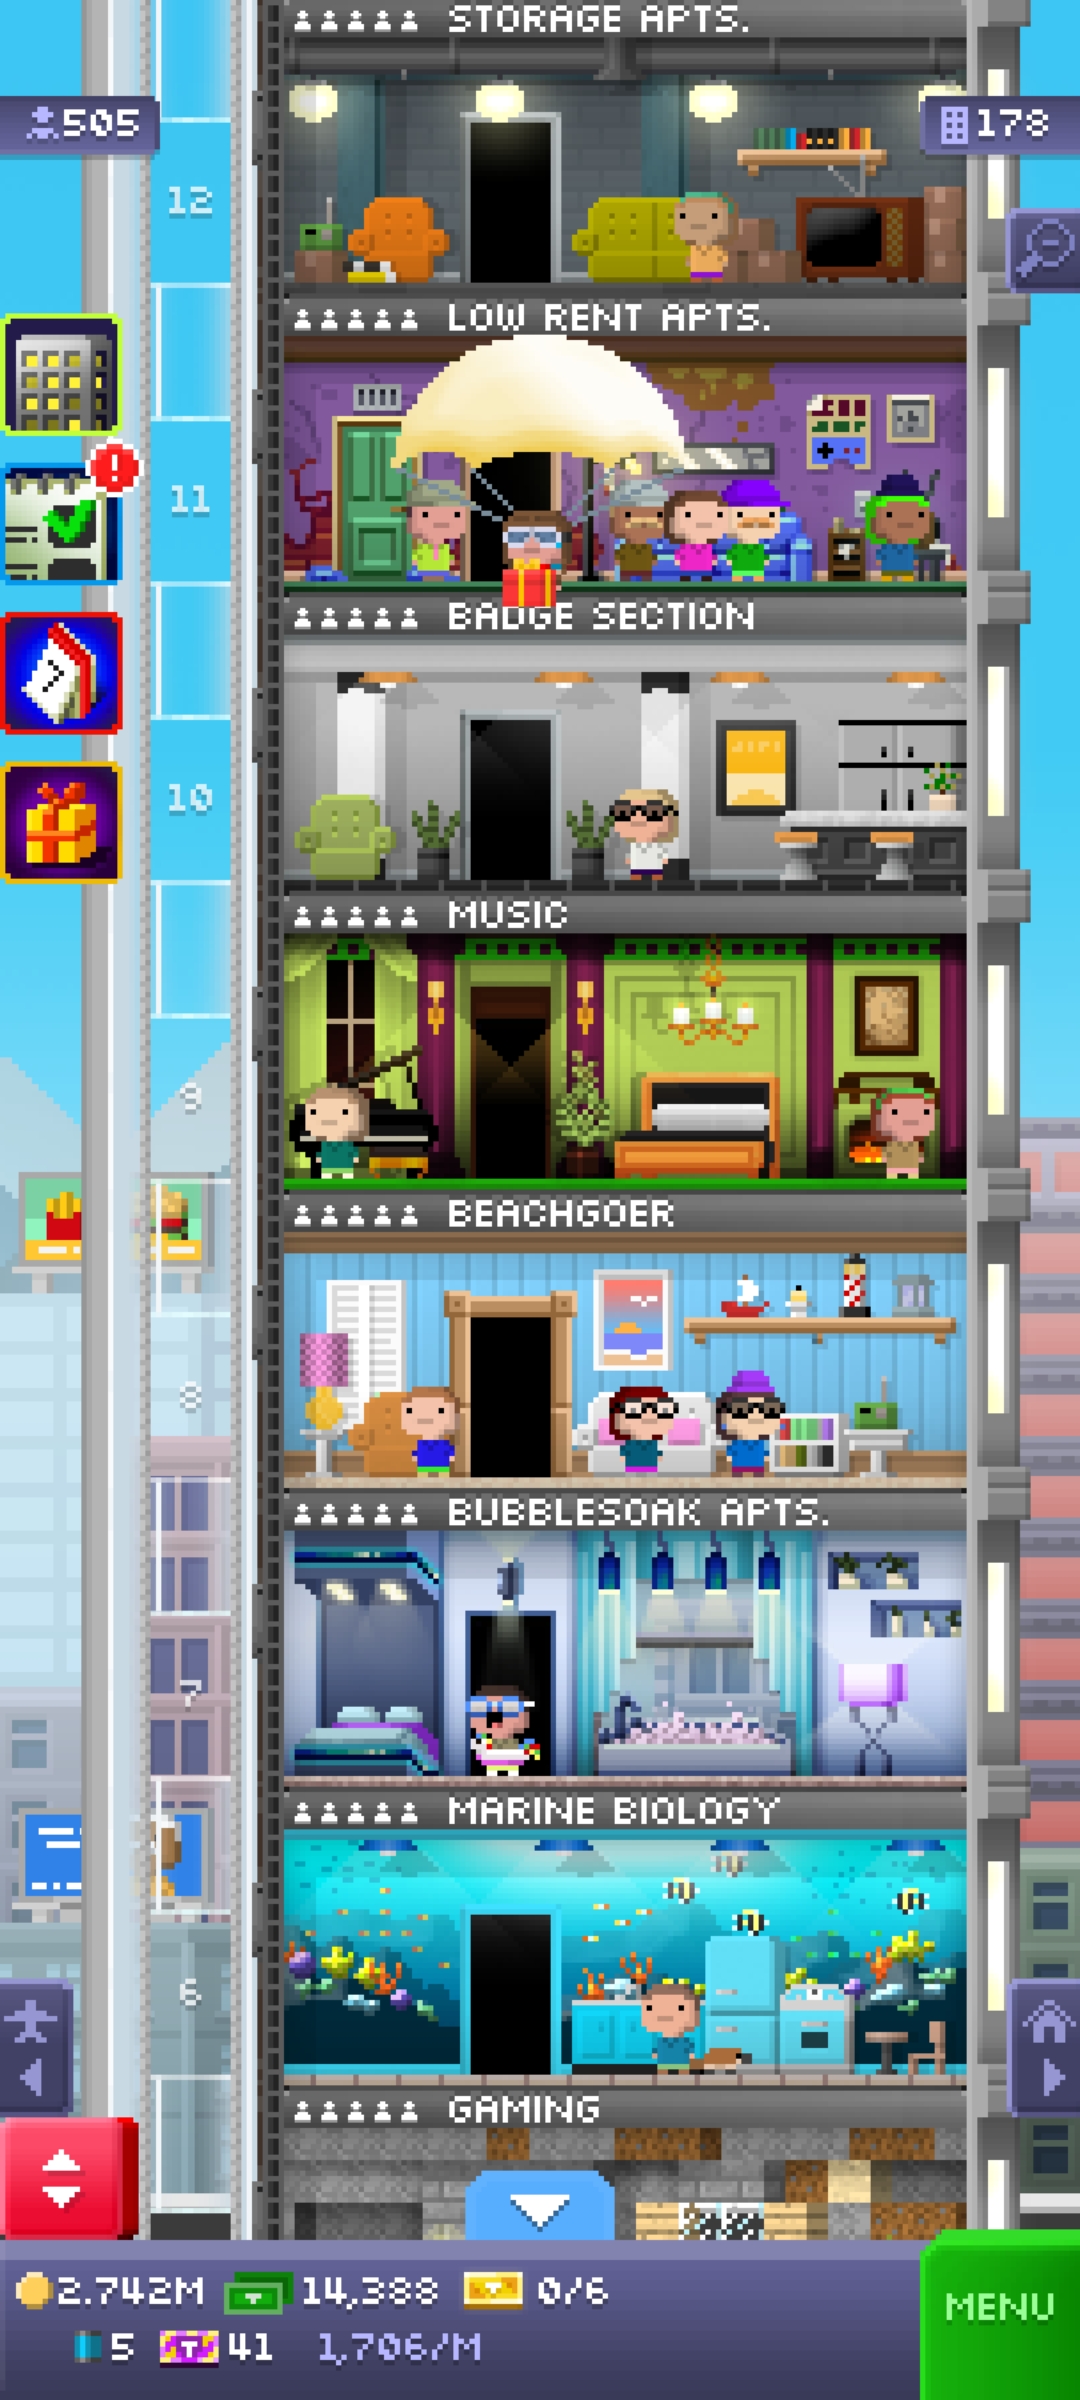 STORAGE APTS.
505
178
12
LOW RENT APTS.
11
BADGE SECTION
10
MUSIC
9
BEACHGOER
8
BUBBLESOAK APTS.
7
MARINE BIOLOGY
6
GAMING
2.742M 14,388 0/6
5 41 1,706/M
MENU